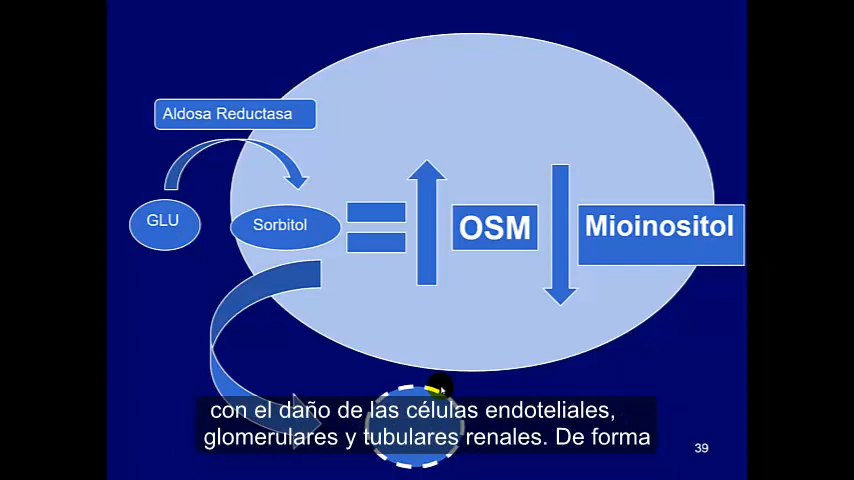 Aldosa Reductasa
GLU
Sorbitol
OSM
Mioinositol
con el daño de las células endoteliales,
glomerulares y tubulares renales. De forma
39